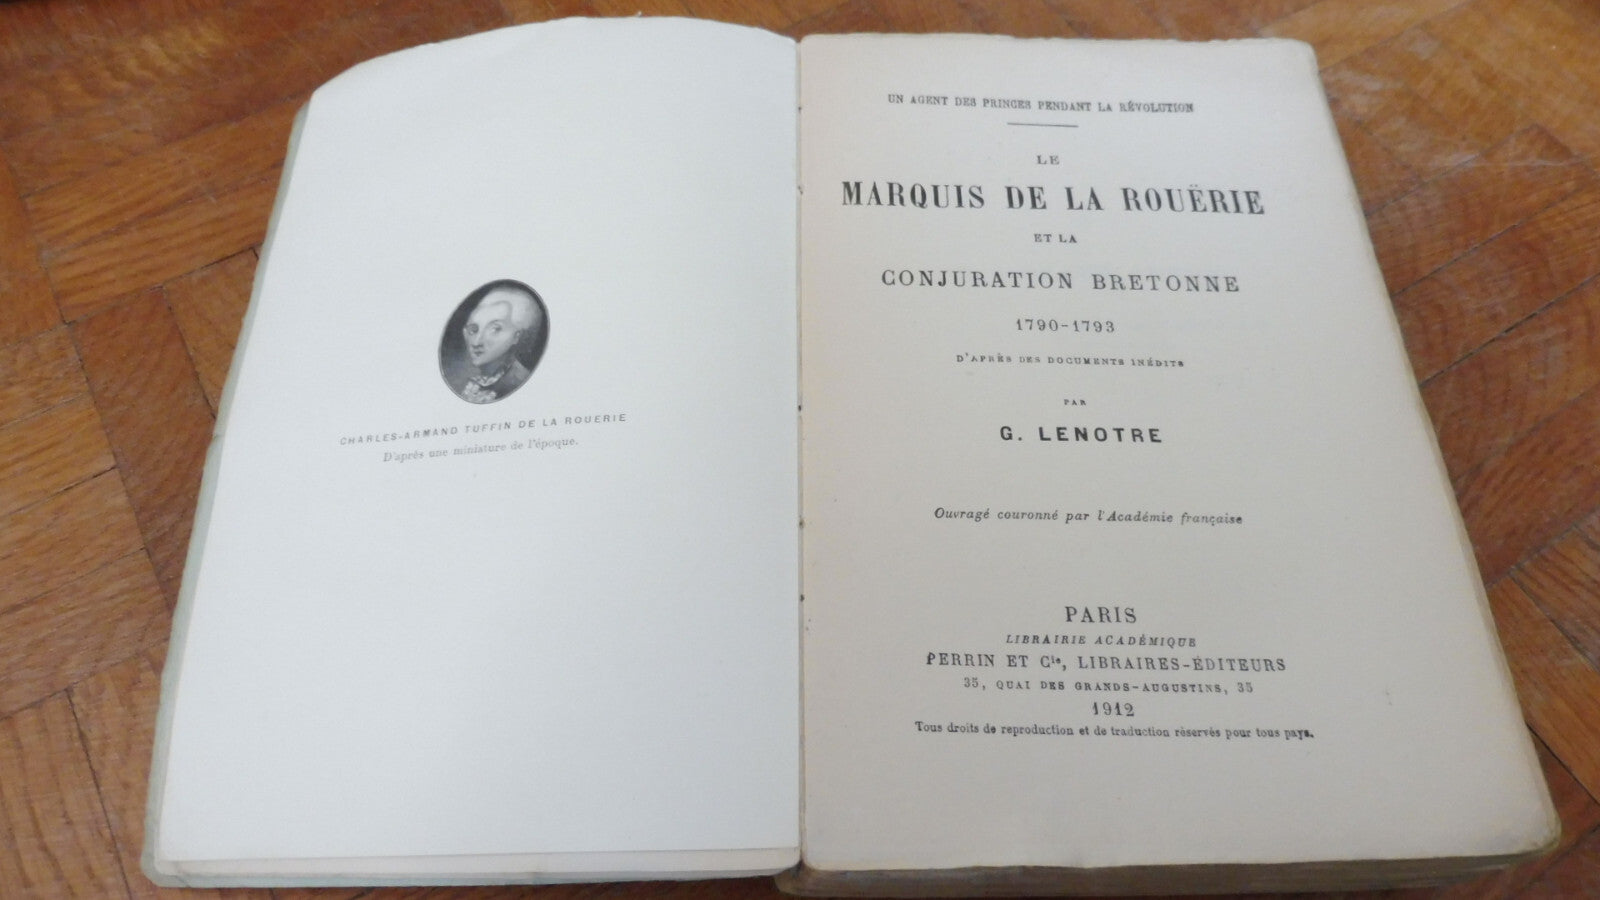 CHARLES-ARMAND TUFFIN DE LA ROUERIE
D'après une miniature de l'époque.
UN AGENT DES PRINCES PENDANT LA RÉVOLUTION
LE
MARQUIS DE LA ROUËRIE
ET LA
CONJURATION BRETONNE
1790-1793
D'APRÈS DES DOCUMENTS INÉDITS
PAR
G. LENOTRE
Ouvragé couronné par l'Académie française
PARIS
LIBRAIRIE ACADÉMIQUE
PERRIN ET Cie, LIBRAIRES-ÉDITEURS
35, QUAI DES GRANDS-AUGUSTINS, 35
1912
Tous droits de reproduction et de traduction réservés pour tous pays.